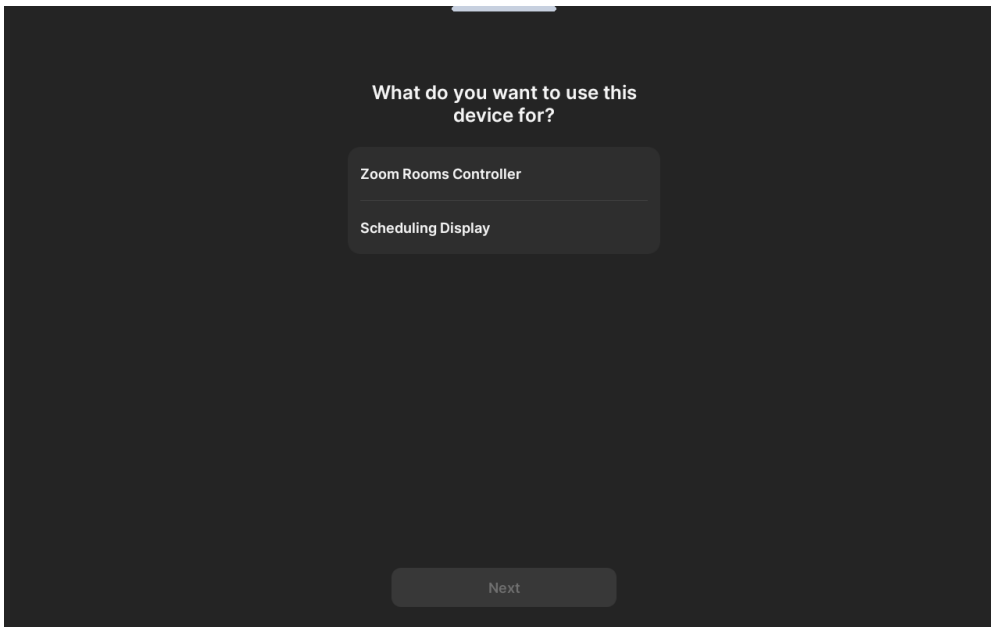 What do you want to use this
device for?
Zoom Rooms Controller
Scheduling Display
Next